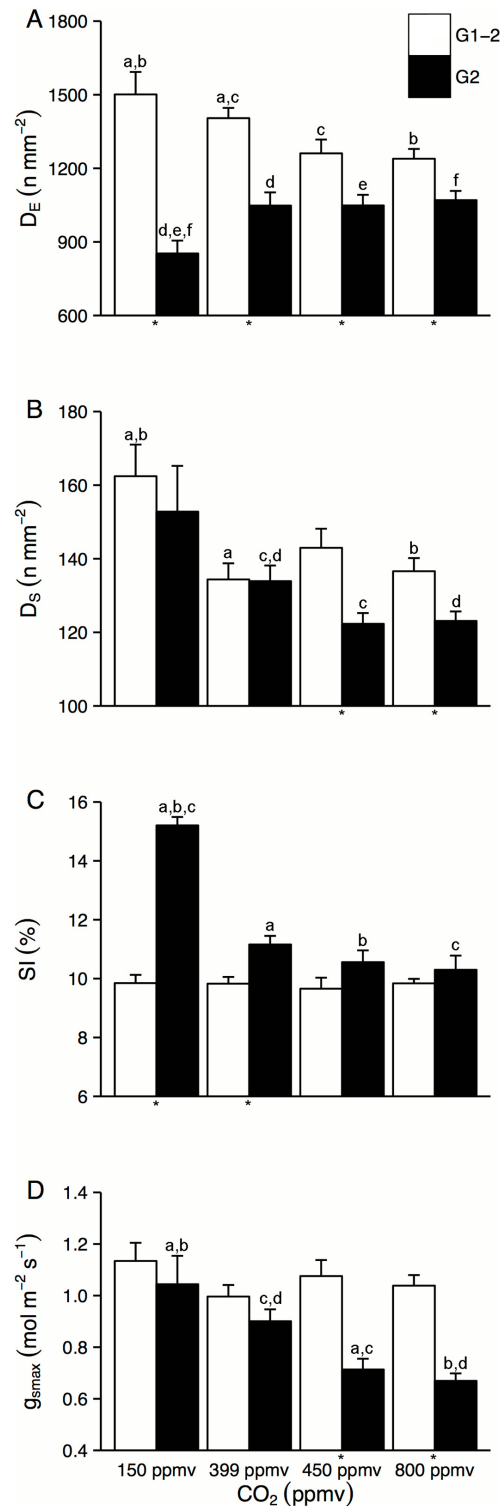 A
G1−2
G2
1800
1500
1200
900
600
D_E (n mm⁻²)
a,b
a,c
c
b
d,e,f
d
e
f
* * * *
B
180
160
140
120
100
D_S (n mm⁻²)
a,b
a
c,d
c
b
d
* *
C
16
14
12
10
8
6
SI (%)
a,b,c
a
b
c
* *
D
1.4
1.2
1.0
0.8
0.6
0.4
g_smax (mol m⁻² s⁻¹)
a,b
c,d
a,c
b,d
* *
150 ppmv 399 ppmv 450 ppmv 800 ppmv
CO₂ (ppmv)